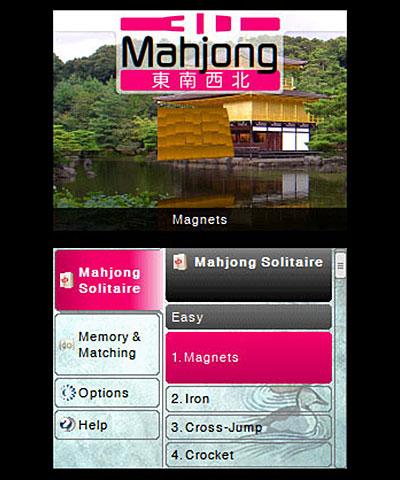 Mahjong
東南西北
Magnets
Mahjong
Solitaire
Memory &
Matching
Options
Help
Mahjong Solitaire
Easy
1. Magnets
2. Iron
3. Cross-Jump
4. Crocket